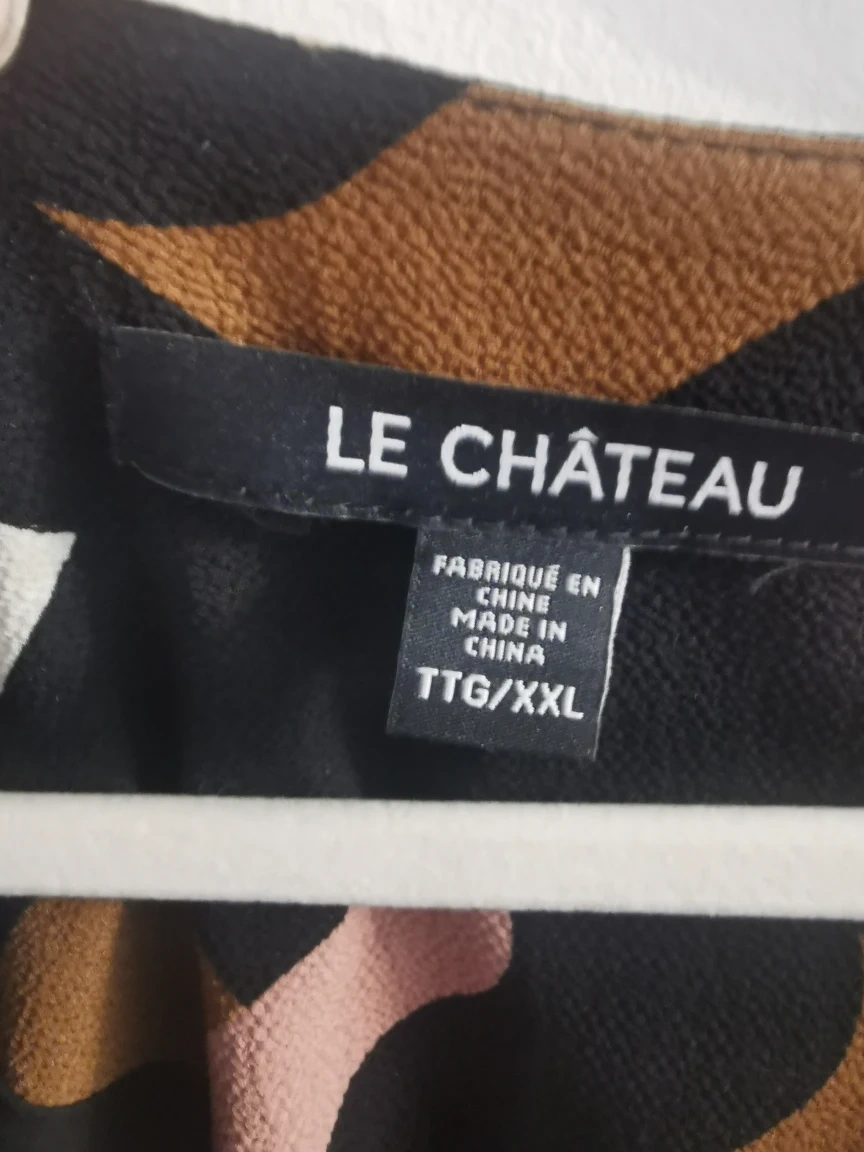 LE CHÂTEAU
FABRIQUÉ EN
CHINE
MADE IN
CHINA
TTG/XXL